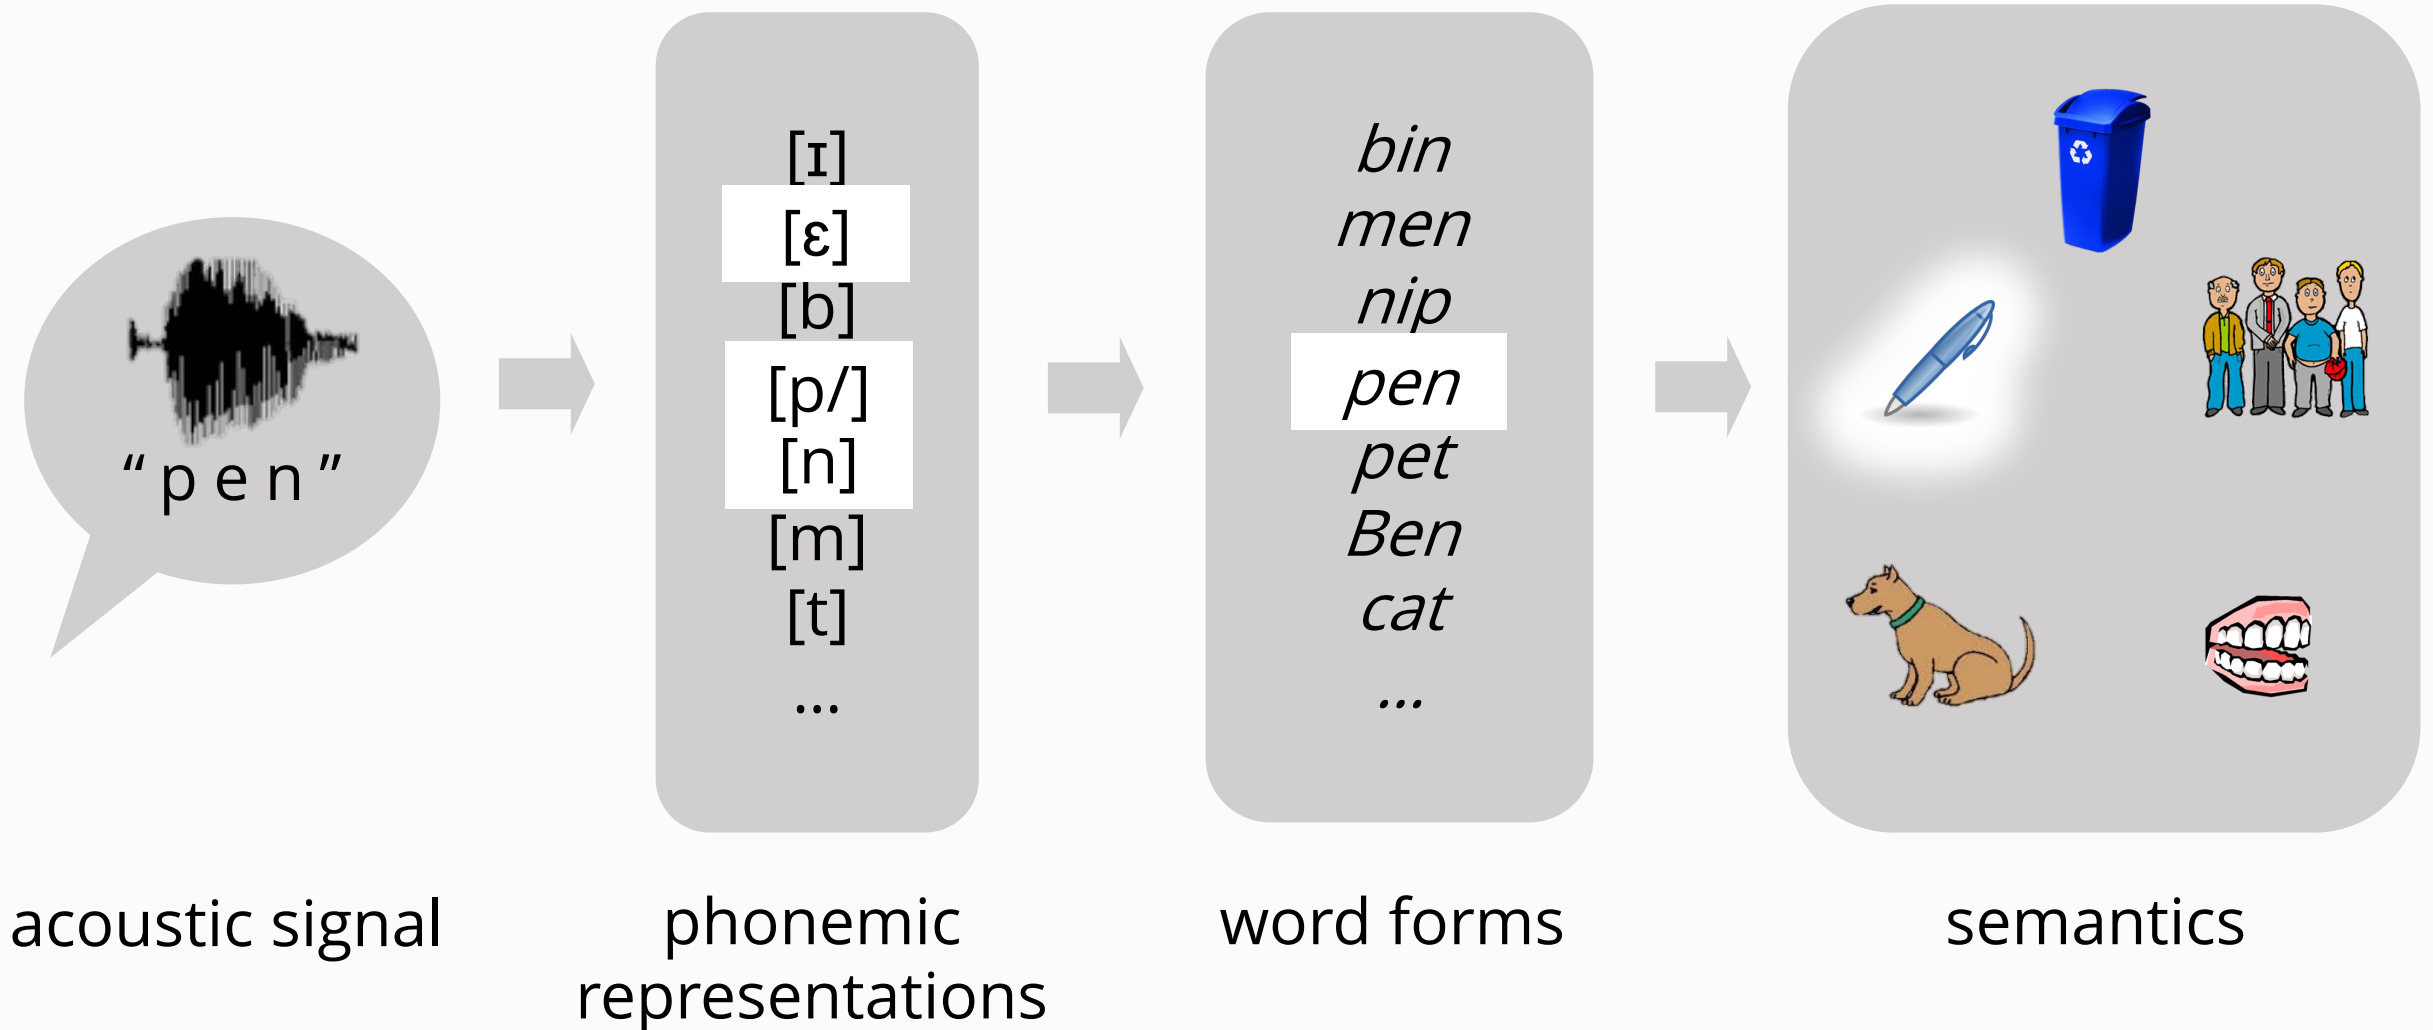 “pen”
acoustic signal
[ɪ]
[ɛ]
[b]
[p/]
[n]
[m]
[t]
...
phonemic
representations
bin
men
nip
pen
pet
Ben
cat
...
word forms
semantics